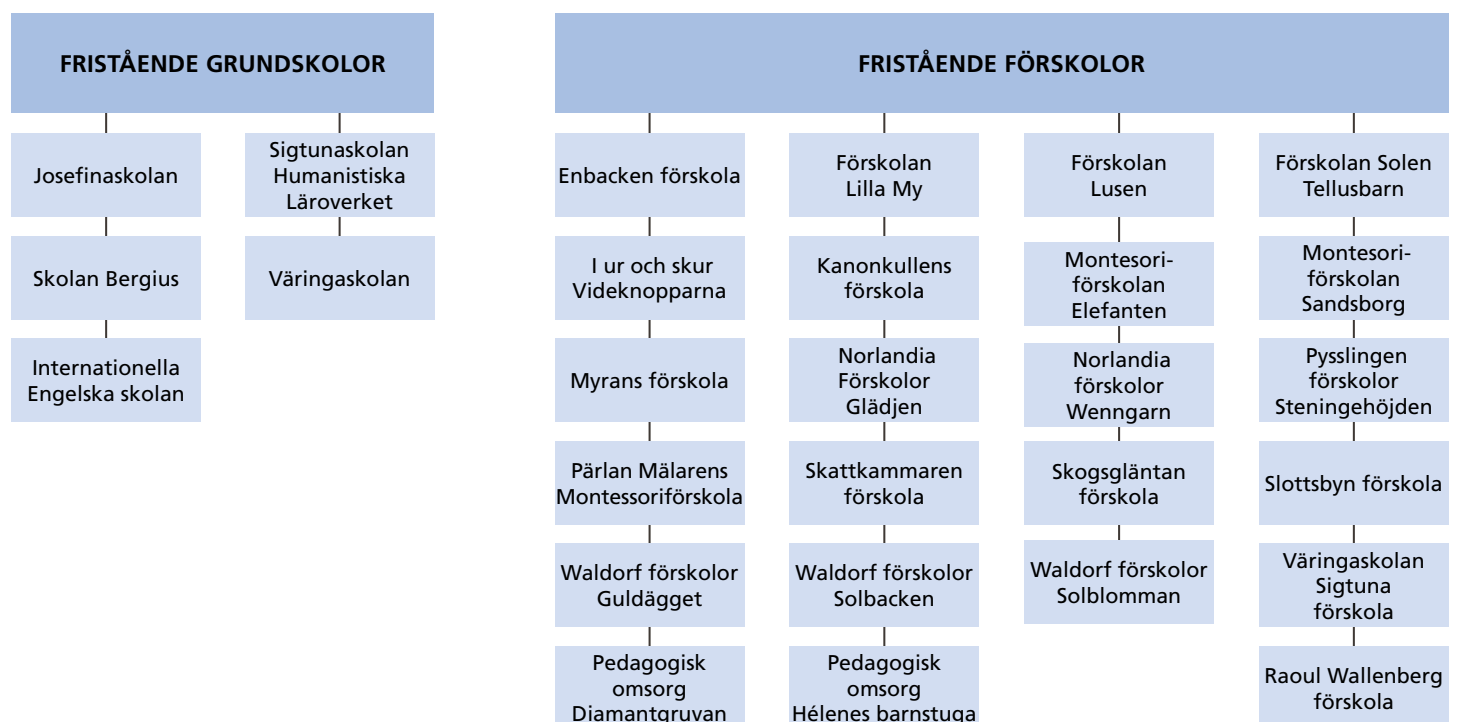 FRISTÅENDE GRUNDSKOLOR
Josefinaskolan
Skolan Bergius
Internationella
Engelska skolan
Sigtunaskolan
Humanistiska
Läroverket
Väringaskolan
FRISTÅENDE FÖRSKOLOR
Enbacken förskola
I ur och skur
Videknopparna
Myrans förskola
Pärlan Mälarens
Montessoriförskola
Waldorf förskolor
Guldägget
Pedagogisk
omsorg
Diamantgruvan
Förskolan
Lilla My
Kanonkullens
förskola
Norlandia
Förskolor
Glädjen
Skattkammaren
förskola
Waldorf förskolor
Solbacken
Pedagogisk
omsorg
Hélenes barnstuga
Förskolan
Lusen
Montesori-
förskolan
Elefanten
Norlandia
förskolor
Wenngarn
Skogsgläntan
förskola
Waldorf förskolor
Solblomman
Förskolan Solen
Tellusbarn
Montesori-
förskolan
Sandsborg
Pysslingen
förskolor
Steningehöjden
Slottsbyn förskola
Väringaskolan
Sigtuna
förskola
Raoul Wallenberg
förskola